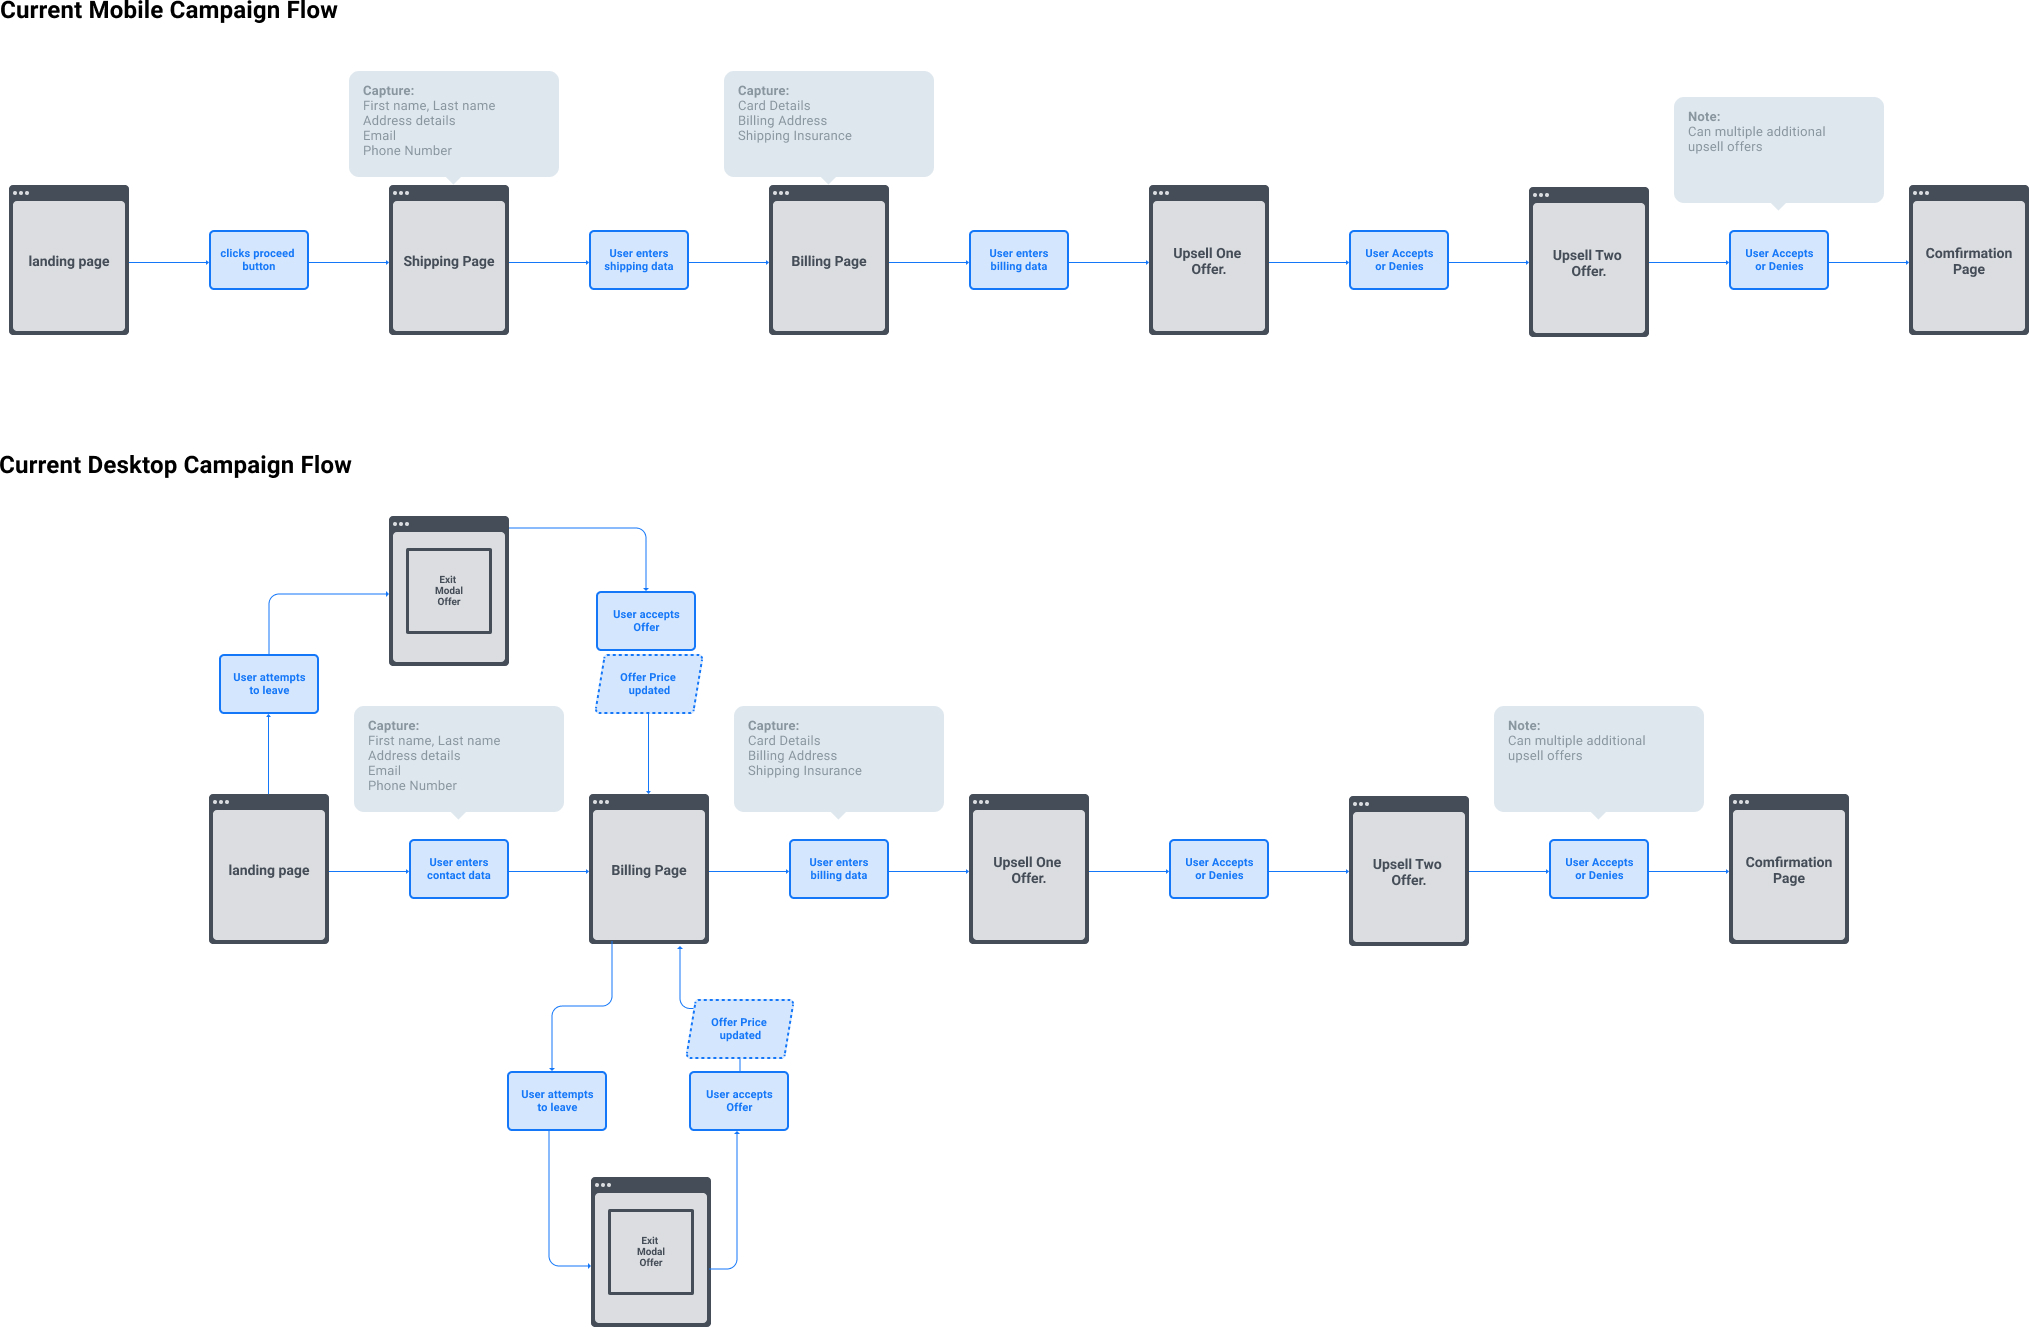 Current Mobile Campaign Flow
Capture:
First name, Last name
Address details
Email
Phone Number
Capture:
Card Details
Billing Address
Shipping Insurance
Note:
Can multiple additional
upsell offers
landing page
clicks proceed
button
Shipping Page
User enters
shipping data
Billing Page
User enters
billing data
Upsell One
Offer.
User Accepts
or Denies
Upsell Two
Offer.
User Accepts
or Denies
Comfirmation
Page
Current Desktop Campaign Flow
Exit
Modal
Offer
User accepts
Offer
User attempts
to leave
Offer Price
updated
Capture:
First name, Last name
Address details
Email
Phone Number
Capture:
Card Details
Billing Address
Shipping Insurance
Note:
Can multiple additional
upsell offers
landing page
User enters
contact data
Billing Page
User enters
billing data
Upsell One
Offer.
User Accepts
or Denies
Upsell Two
Offer.
User Accepts
or Denies
Comfirmation
Page
Offer Price
updated
User attempts
to leave
User accepts
Offer
Exit
Modal
Offer